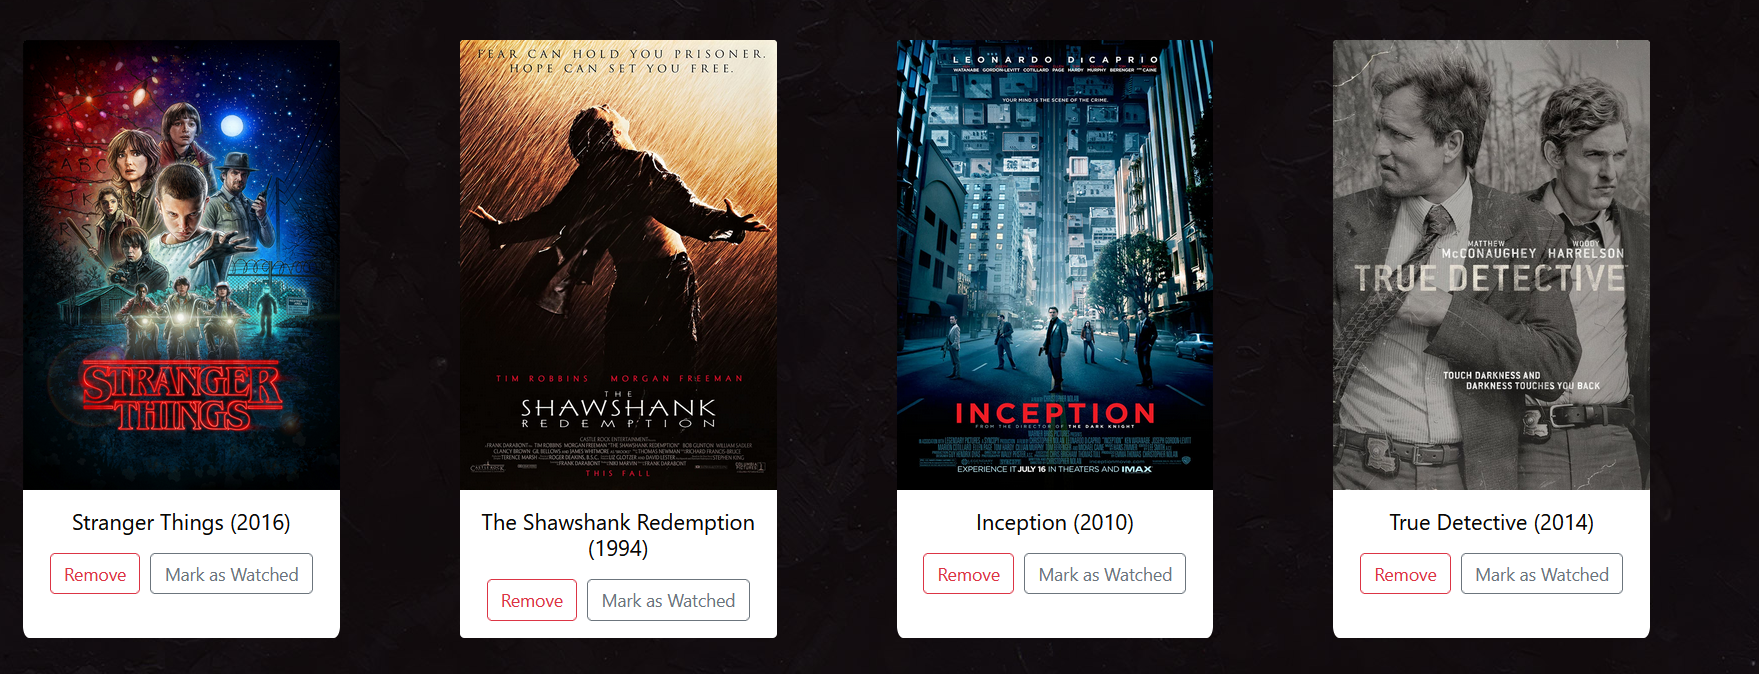 STRANGER
THINGS
Stranger Things (2016)
Remove
Mark as Watched
FEAR CAN HOLD YOU PRISONER.
HOPE CAN SET YOU FREE.
TIM ROBBINS MORGAN FREEMAN
THE
SHAWSHANK
REDEMPTION
CASTLE ROCK ENTERTAINMENT
THIS FALL
The Shawshank Redemption
(1994)
Remove
Mark as Watched
LEONARDO DiCAPRIO
WATANABE GORDON-LEVITT COTILLARD PAGE HARDY MURPHY BERENGER AND CAINE
YOUR MIND IS THE SCENE OF THE CRIME.
INCEPTION
FROM THE DIRECTOR OF THE DARK KNIGHT
EXPERIENCE IT JULY 16 IN THEATERS AND IMAX
Inception (2010)
Remove
Mark as Watched
MATTHEW
McCONAUGHEY
WOODY
HARRELSON
TRUE DETECTIVE
TOUCH DARKNESS AND
DARKNESS TOUCHES YOU BACK
True Detective (2014)
Remove
Mark as Watched